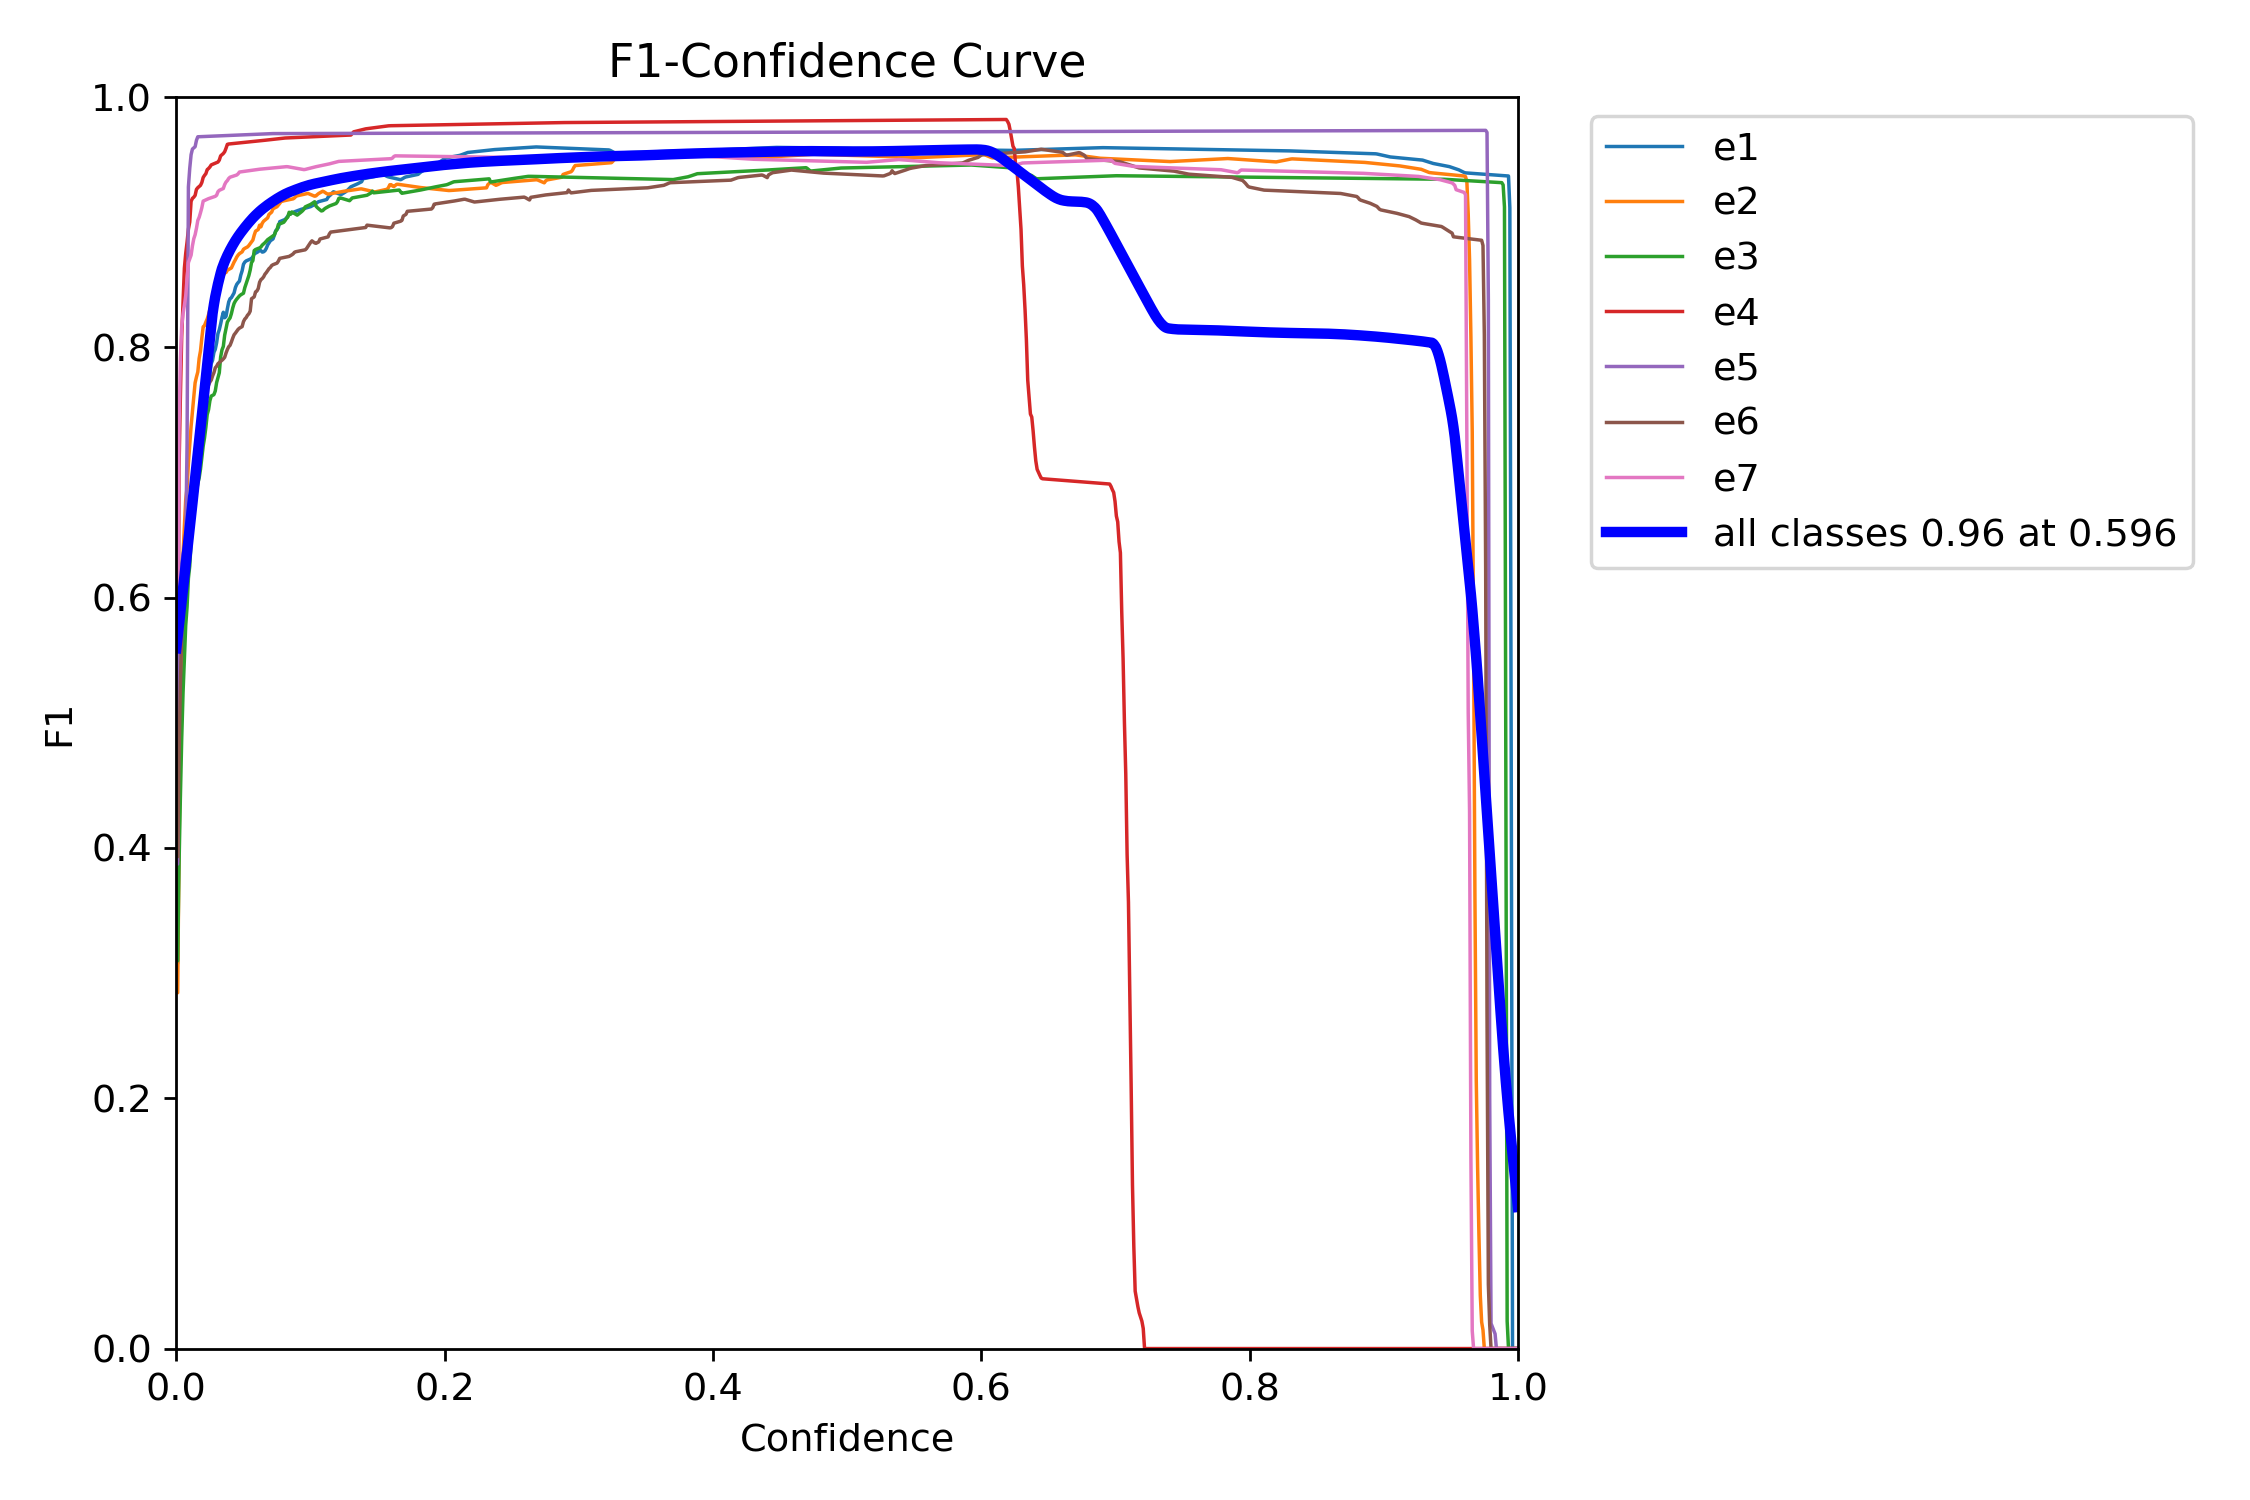 F1-Confidence Curve
1.0
0.8
0.6
0.4
0.2
0.0
F1
0.0 0.2 0.4 0.6 0.8 1.0
Confidence
e1
e2
e3
e4
e5
e6
e7
all classes 0.96 at 0.596